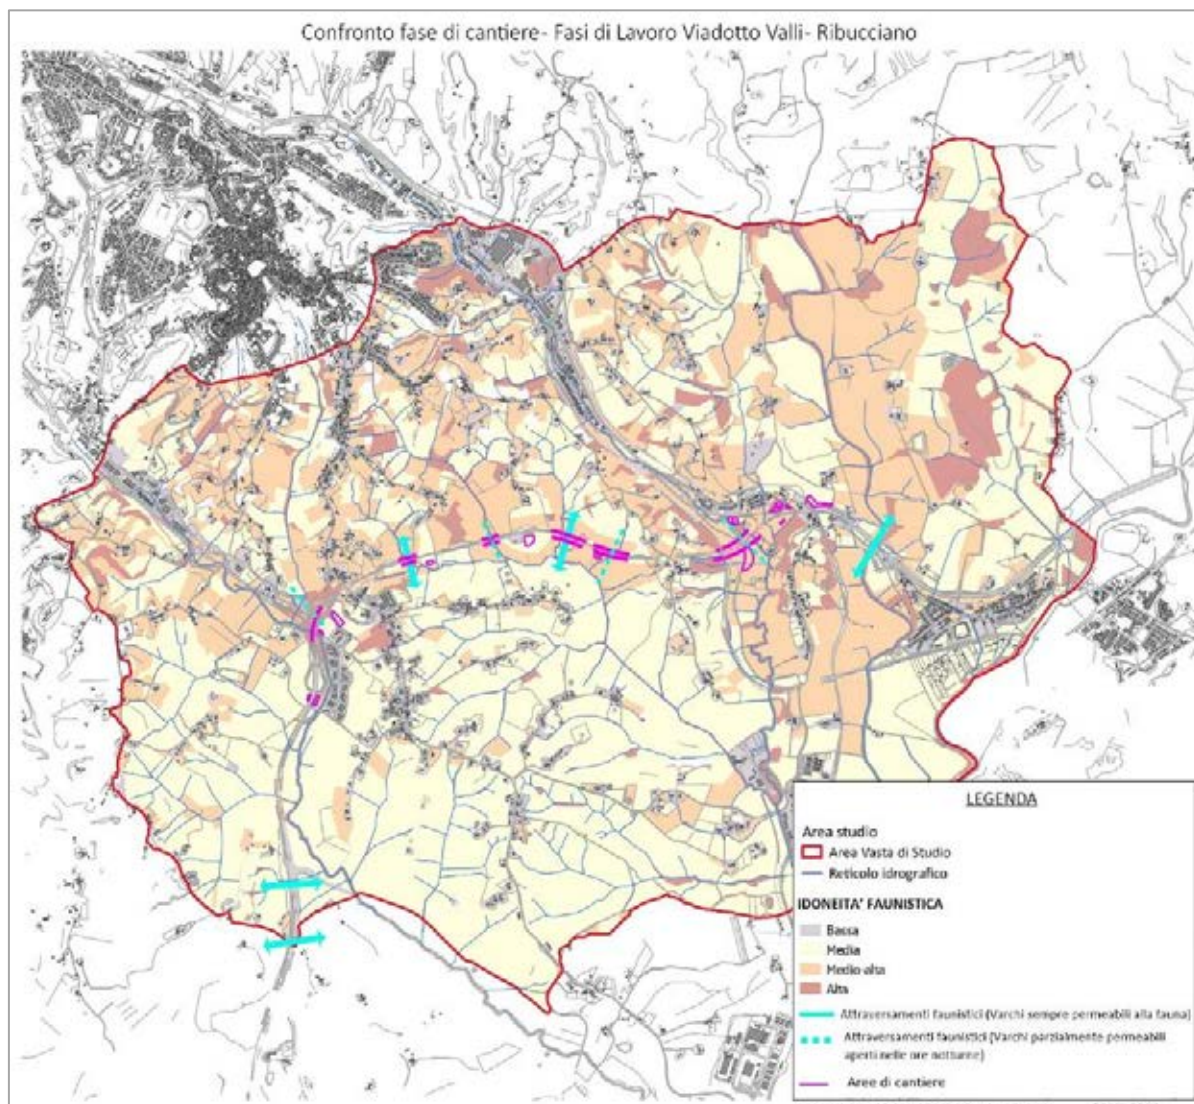 Confronto fase di cantiere- Fasi di Lavoro Viadotto Valli- Ribucciano
LEGENDA
Area studio
Area Vasta di Studio
Reticolo idrografico
IDONEITA' FAUNISTICA
Bassa
Media
Medio-alta
Alta
Attraversamenti faunistici (Varchi sempre permeabili alla fauna)
Attraversamenti faunistici (Varchi parzialmente permeabili
aperti nelle ore notturne)
Aree di cantiere